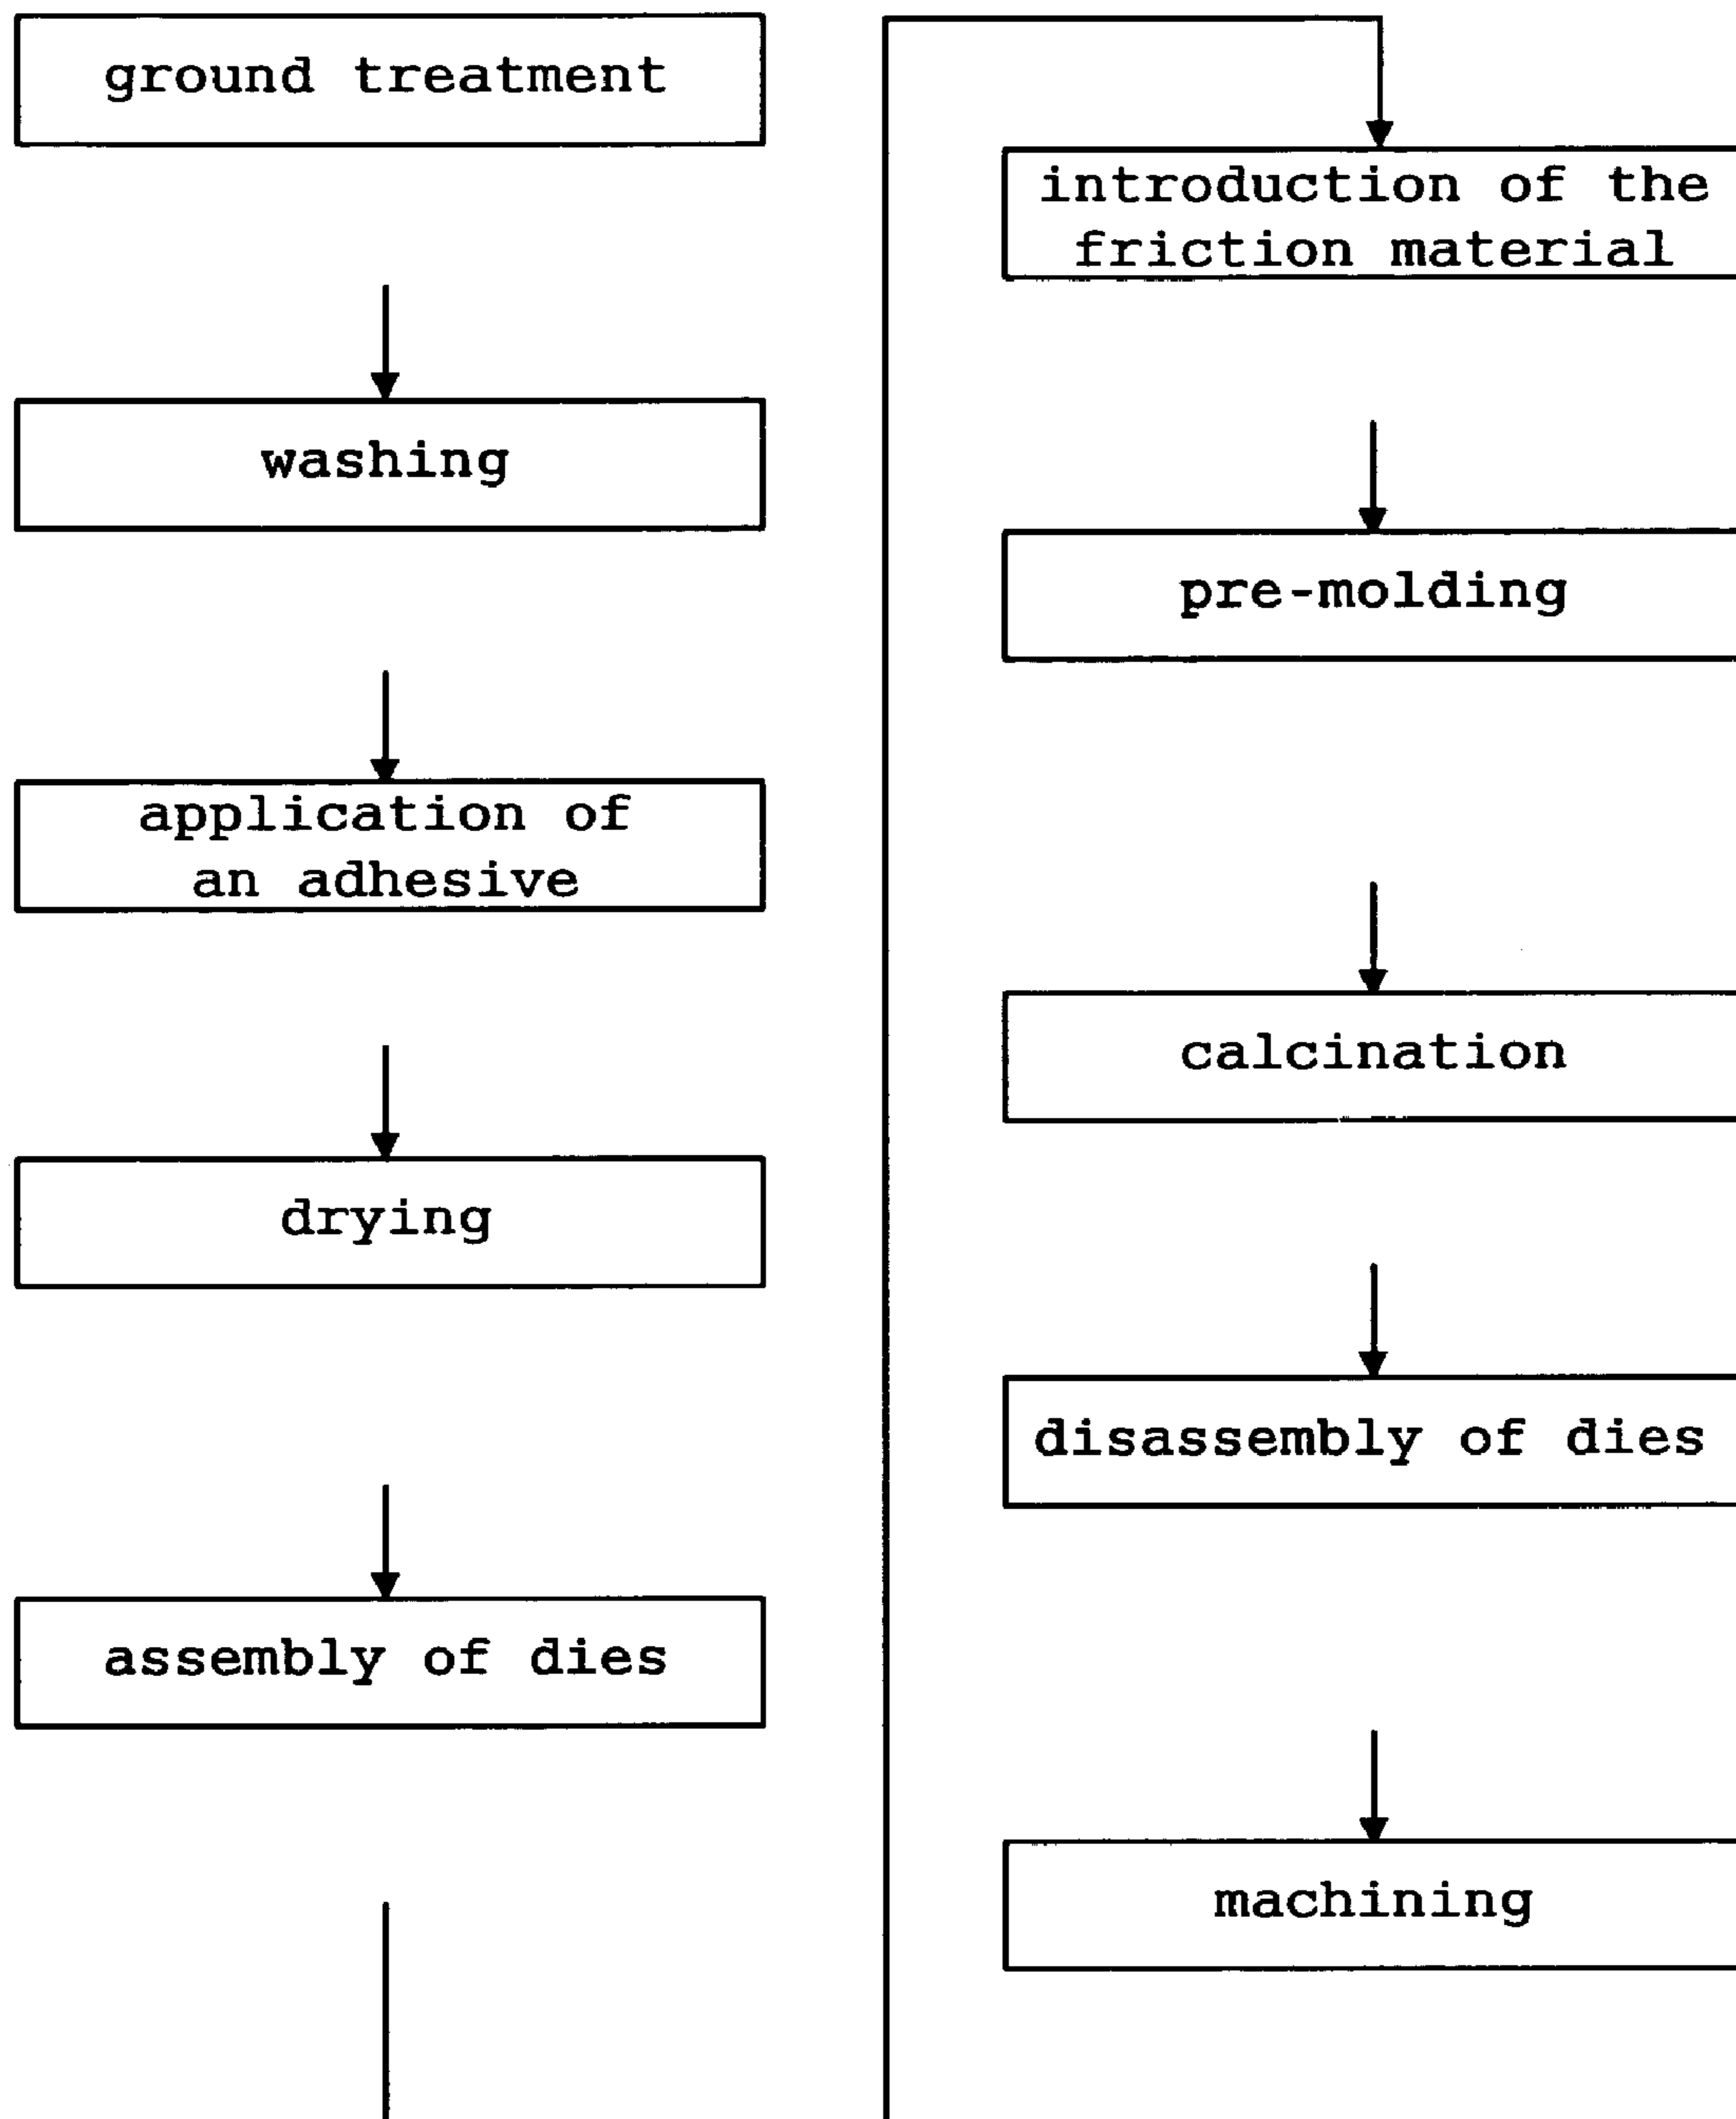 ground treatment
washing
application of
an adhesive
drying
assembly of dies
introduction of the
friction material
pre-molding
calcination
disassembly of dies
machining